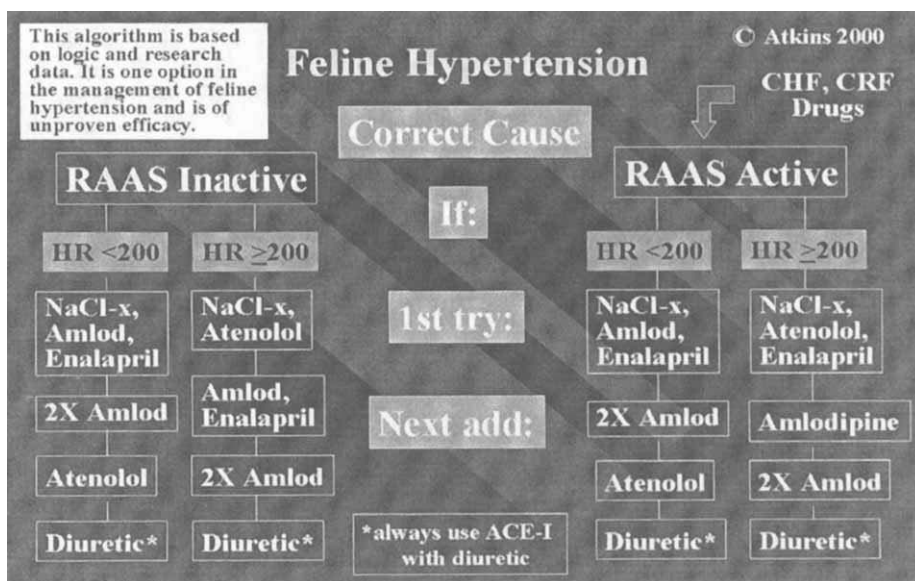 This algorithm is based
on logic and research
data. It is one option in
the management of feline
hypertension and is of
unproven efficacy.
Feline Hypertension
© Atkins 2000
CHF, CRF
Drugs
Correct Cause
RAAS Inactive
RAAS Active
If:
HR <200
HR ≥200
HR <200
HR ≥200
1st try:
NaCl-x,
Amlod,
Enalapril
NaCl-x,
Atenolol
NaCl-x,
Amlod,
Enalapril
NaCl-x,
Atenolol,
Enalapril
Next add:
2X Amlod
Amlod,
Enalapril
2X Amlod
Amlodipine
Atenolol
2X Amlod
Atenolol
2X Amlod
Diuretic*
Diuretic*
*always use ACE-I
with diuretic
Diuretic*
Diuretic*